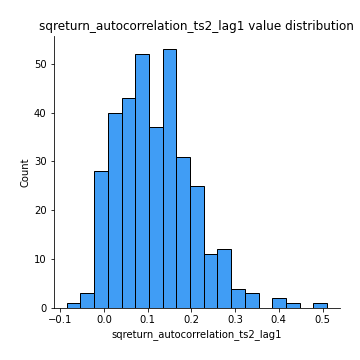 sqreturn_autocorrelation_ts2_lag1 value distribution
50
40
30
20
10
0
Count
−0.1 0.0 0.1 0.2 0.3 0.4 0.5
sqreturn_autocorrelation_ts2_lag1